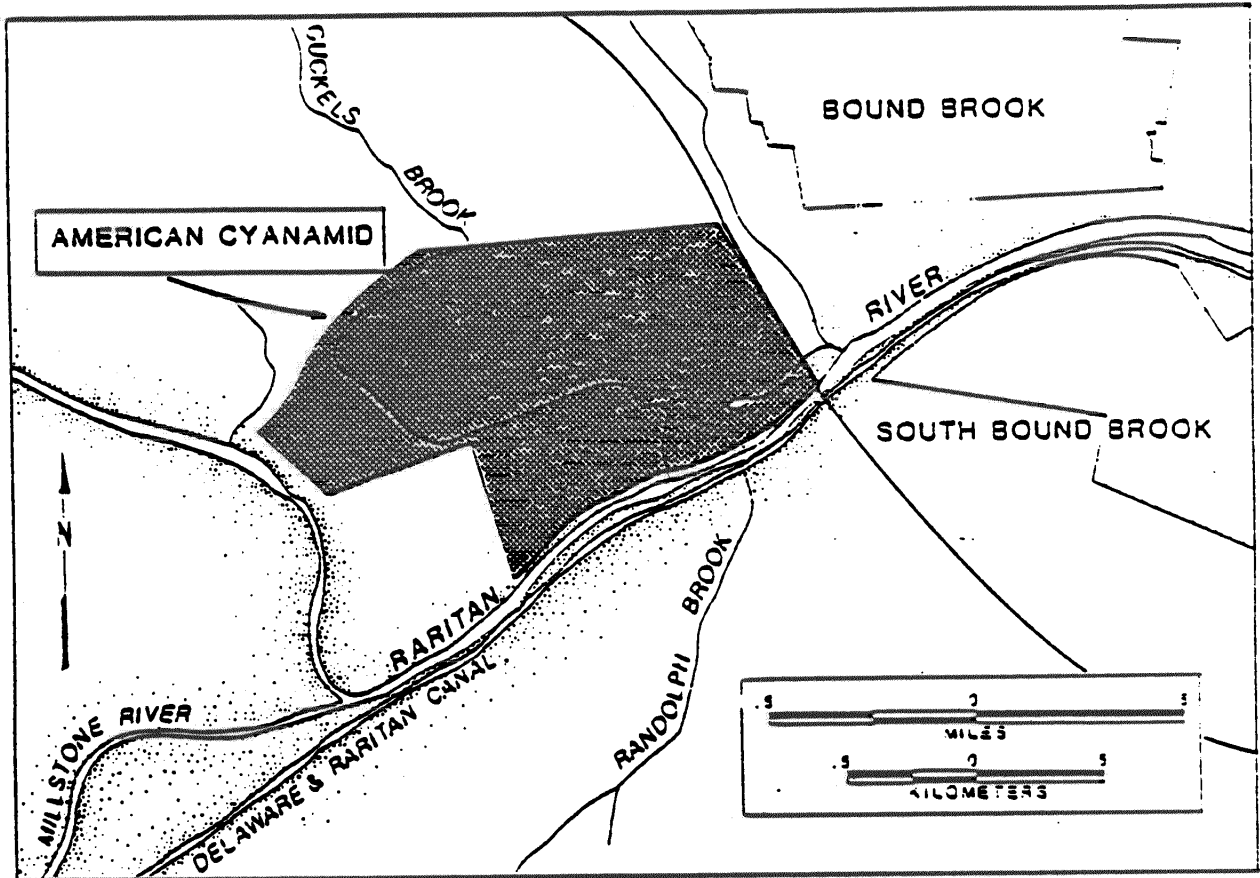 CUCKELS BROOK
BOUND BROOK
AMERICAN CYANAMID
RARITAN RIVER
SOUTH BOUND BROOK
N
RANDOLPH BROOK
MILLSTONE RIVER
DELAWARE & RARITAN CANAL
.5 0 .5
MILES
.5 0 .5
KILOMETERS